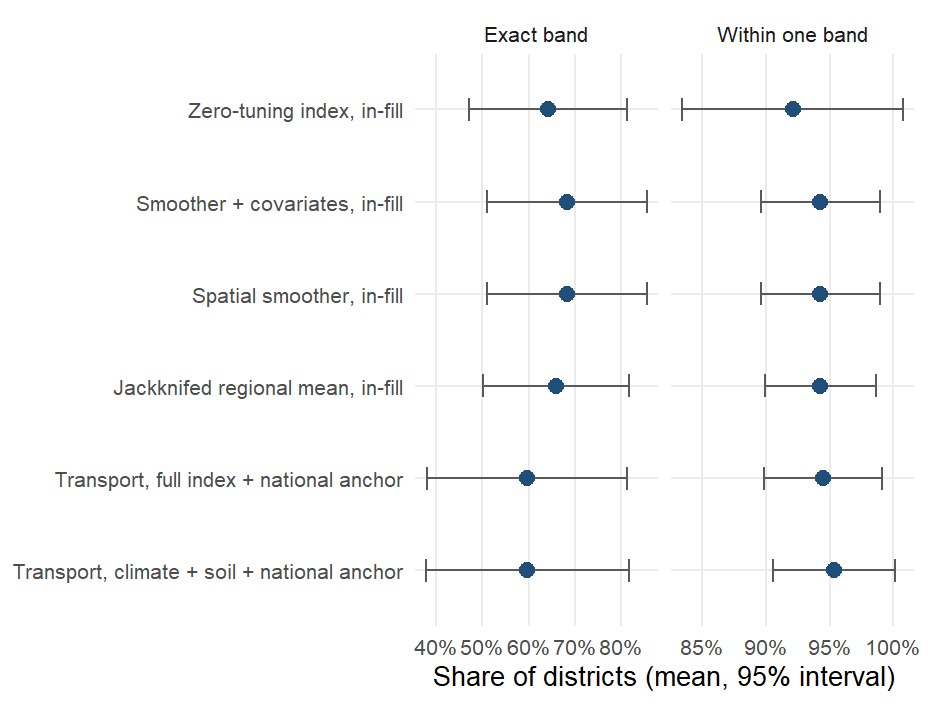 Exact band
Within one band
Zero-tuning index, in-fill
Smoother + covariates, in-fill
Spatial smoother, in-fill
Jackknifed regional mean, in-fill
Transport, full index + national anchor
Transport, climate + soil + national anchor
40% 50% 60% 70% 80%
85% 90% 95% 100%
Share of districts (mean, 95% interval)